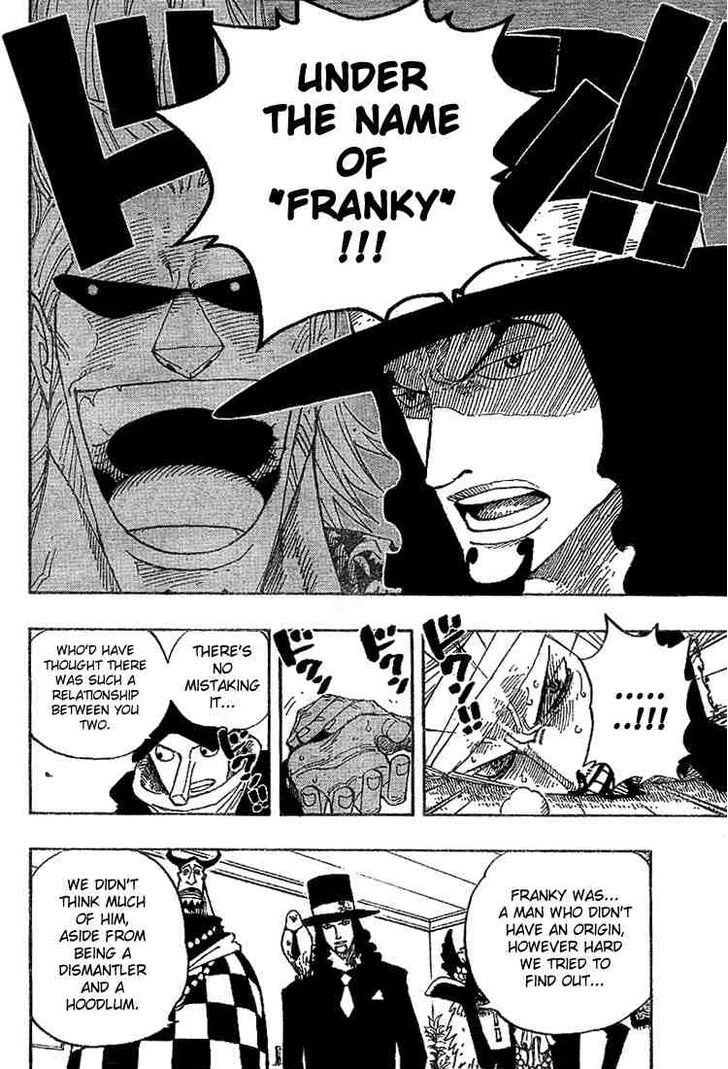 ド
!!
UNDER
THE NAME
OF
"FRANKY"
!!!
......
..!!!
ドクン!!
ドクン!!
ドクン!!
THERE'S
NO
MISTAKING
IT...
WHO'D HAVE
THOUGHT THERE
WAS SUCH A
RELATIONSHIP
BETWEEN YOU
TWO.
FRANKY WAS...
A MAN WHO DIDN'T
HAVE AN ORIGIN,
HOWEVER HARD
WE TRIED TO
FIND OUT...
WE DIDN'T
THINK MUCH
OF HIM,
ASIDE FROM
BEING A
DISMANTLER
AND A
HOODLUM.